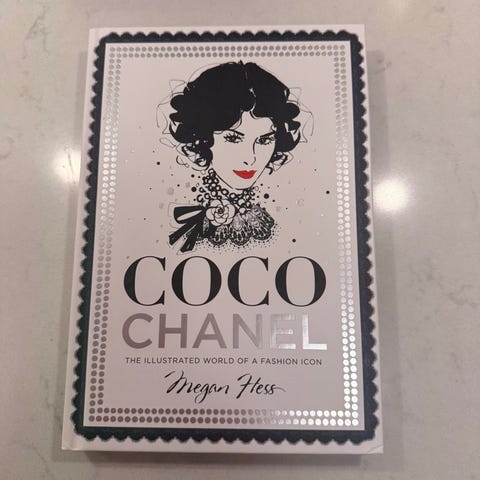 COCO
CHANEL
THE ILLUSTRATED WORLD OF A FASHION ICON
Megan Hess